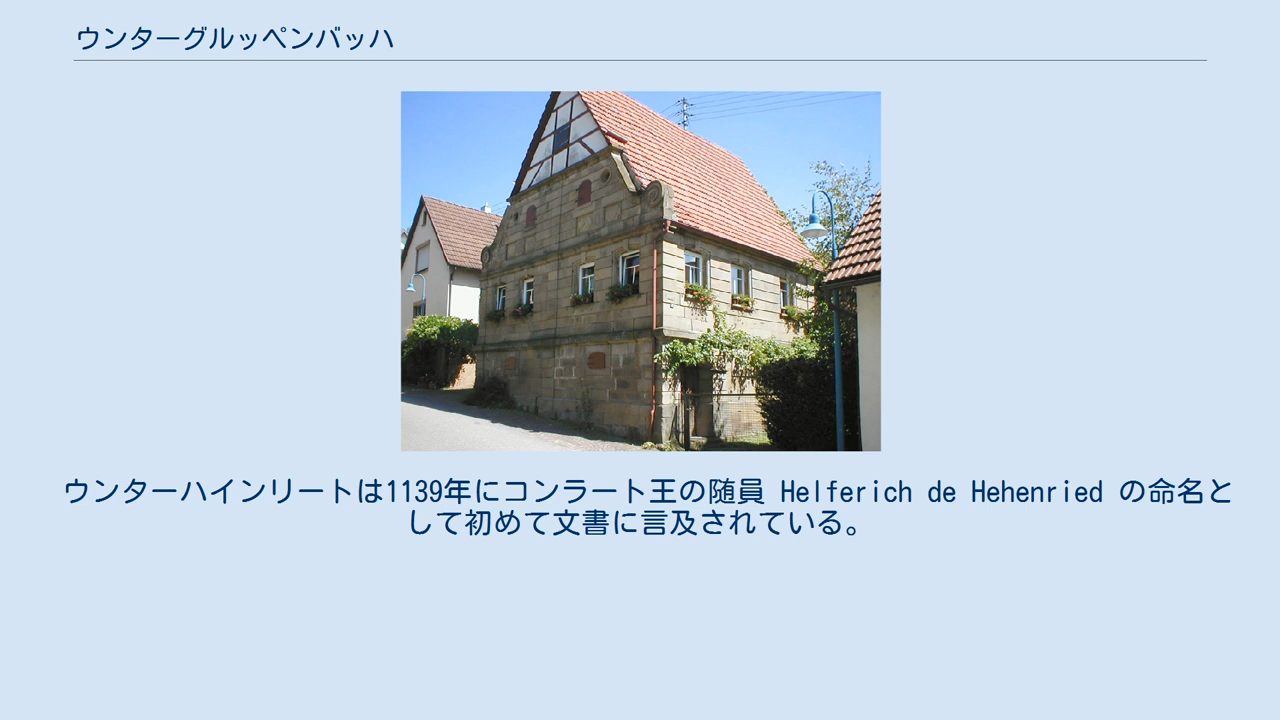 ウンターグルッペンバッハ
ウンターハインリートは1139年にコンラート王の随員 Helferich de Hehenried の命名と
して初めて文書に言及されている。